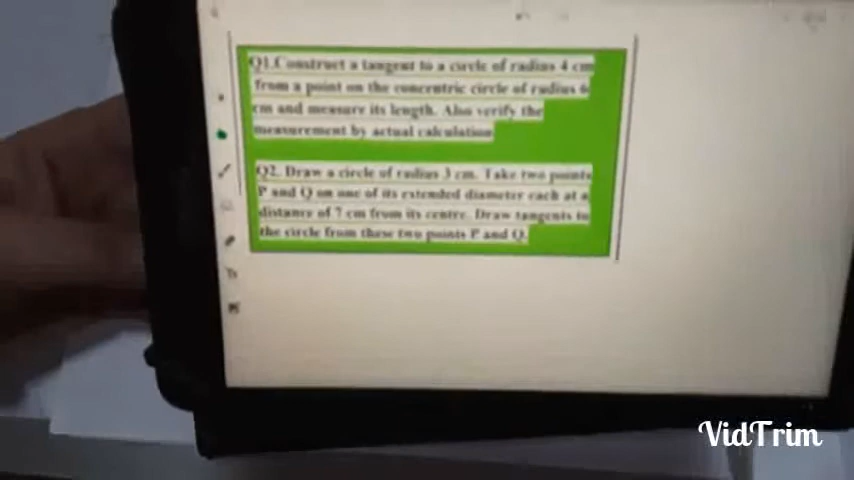 Q1.Construct a tangent to a circle of radius 4 cm
from a point on the concentric circle of radius 6
cm and measure its length. Also verify the
measurement by actual calculation
Q2. Draw a circle of radius 3 cm. Take two points
P and Q on one of its extended diameter each at a
distance of 7 cm from its centre. Draw tangents to
the circle from these two points P and Q.
VidTrim